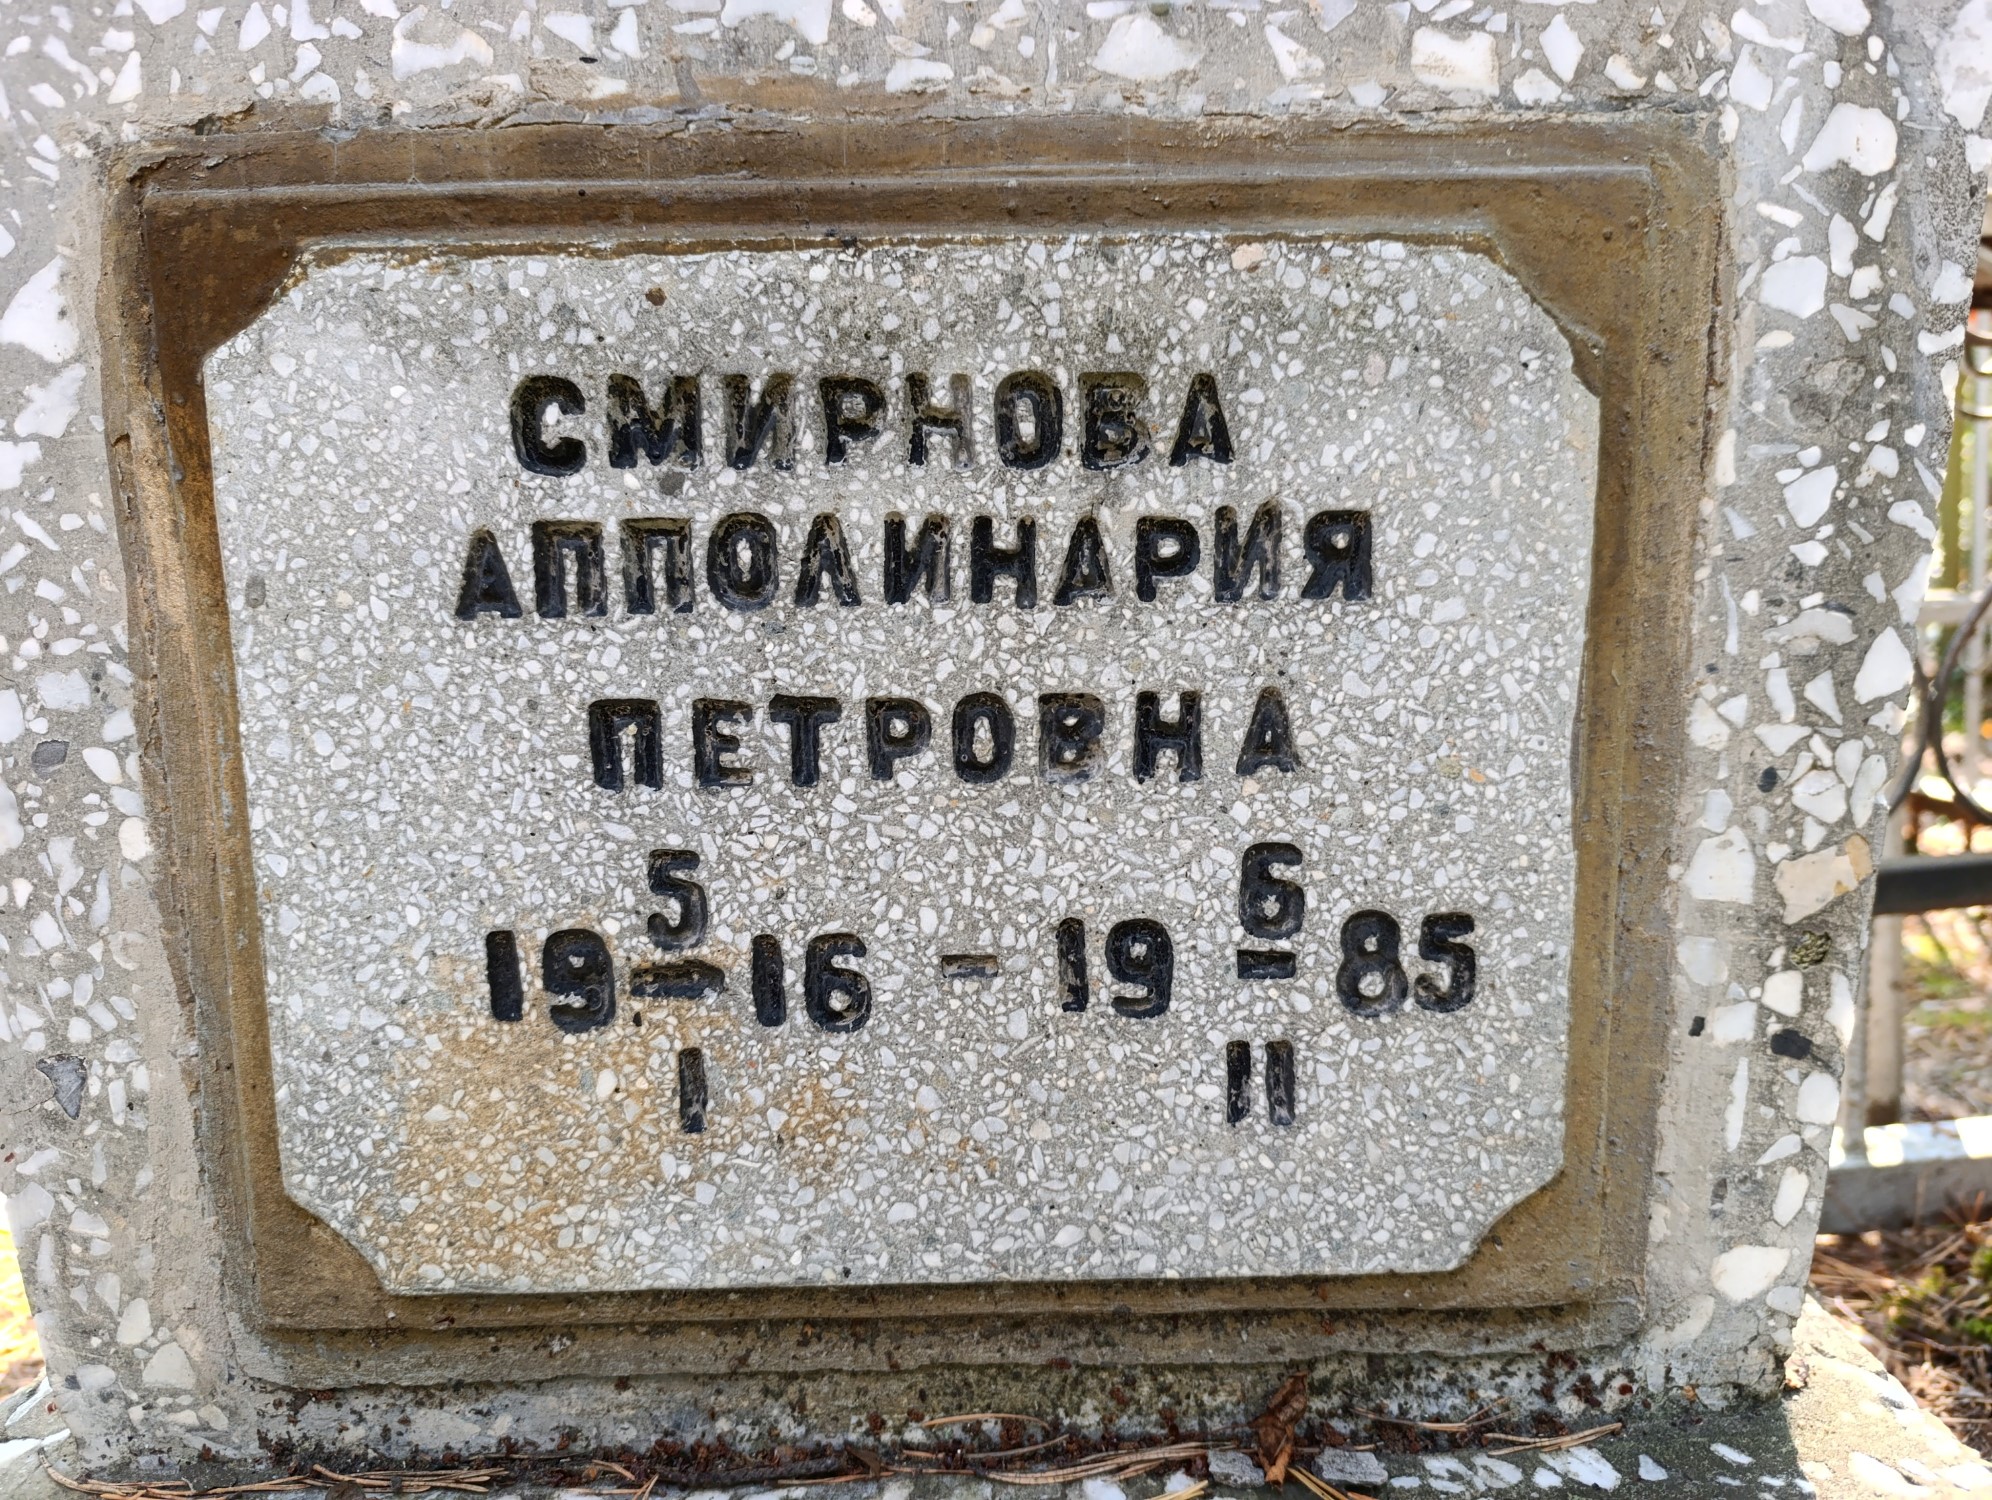 СМИРНОВА
АППОЛИНАРИЯ
ПЕТРОВНА
19 5/I 16 - 19 6/II 85